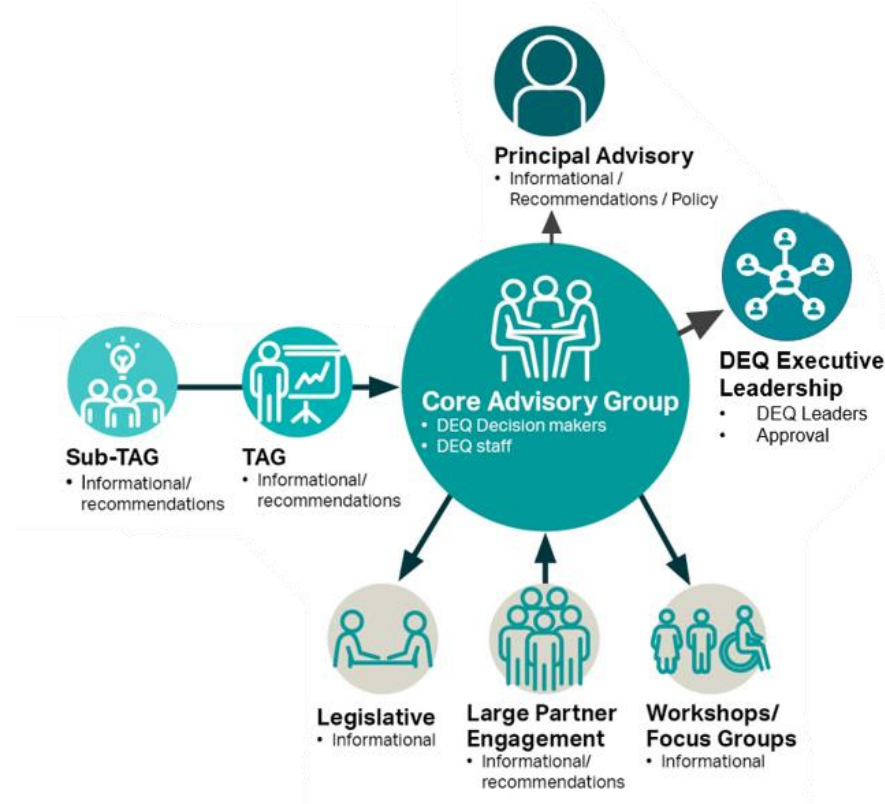 Principal Advisory
• Informational /
Recommendations / Policy
DEQ Executive
Leadership
• DEQ Leaders
• Approval
Core Advisory Group
• DEQ Decision makers
• DEQ staff
Sub-TAG
• Informational/
recommendations
TAG
• Informational/
recommendations
Legislative
• Informational
Large Partner
Engagement
• Informational/
recommendations
Workshops/
Focus Groups
• Informational